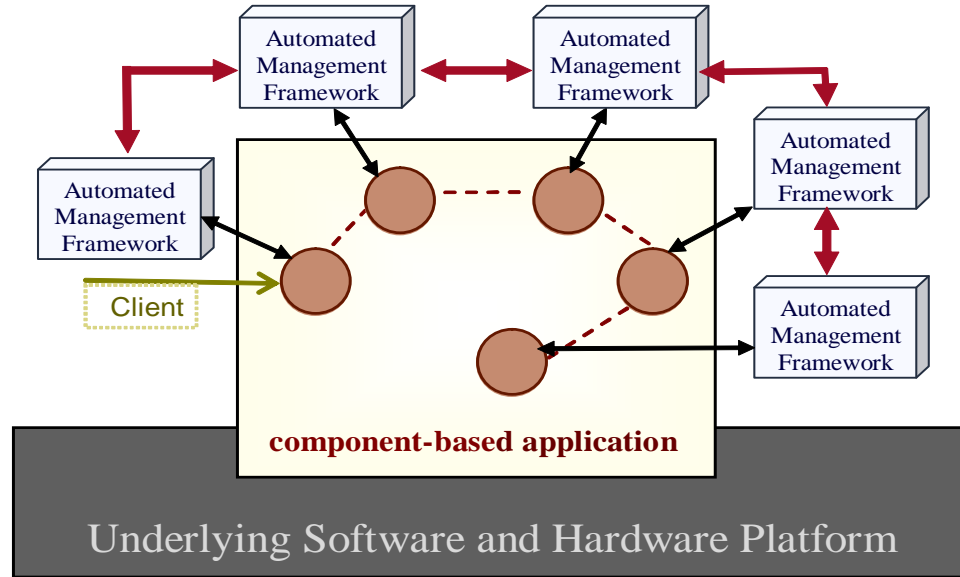 Automated
Management
Framework
Automated
Management
Framework
Automated
Management
Framework
Automated
Management
Framework
Client
Automated
Management
Framework
component-based application
Underlying Software and Hardware Platform